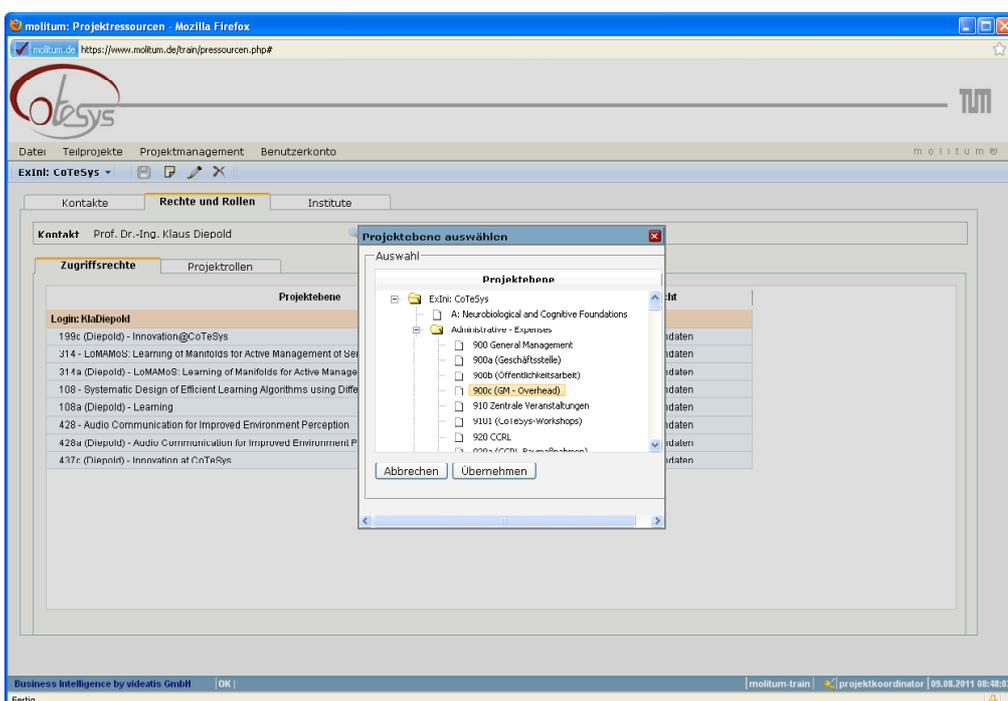 molitum: Projektressourcen - Mozilla Firefox
molitum.de https://www.molitum.de/train/pressourcen.php#
CoTeSys
TUM
Datei Teilprojekte Projektmanagement Benutzerkonto
molitum
ExIni: CoTeSys
Kontakte Rechte und Rollen Institute
Kontakt Prof. Dr.-Ing. Klaus Diepold
Zugriffsrechte Projektrollen
Projektebene
Login: KlaDiepold
199c (Diepold) - Innovation@CoTeSys
314 - LoMAMoS: Learning of Manifolds for Active Management of
314a (Diepold) - LoMAMoS: Learning of Manifolds for Active Manage
108 - Systematic Design of Efficient Learning Algorithms using Diffe
108a (Diepold) - Learning
428 - Audio Communication for Improved Environment Perception
428a (Diepold) - Audio Communication for Improved Environment P
437c (Diepold) - Innovation at CoTeSys
Projektebene auswählen
Auswahl
Projektebene
ExIni: CoTeSys
A: Neurobiological and Cognitive Foundations
Administrative - Expenses
900 General Management
900a (Geschäftsstelle)
900b (Öffentlichkeitsarbeit)
900c (GM - Overhead)
910 Zentrale Veranstaltungen
9101 (CoTeSys-Workshops)
920 CCRL
920a (CCRL Baumaßnahmen)
Abbrechen Übernehmen
Business Intelligence by videatis GmbH OK
molitum-train projektkoordinator 09.08.2011 08:48:0
Fertig